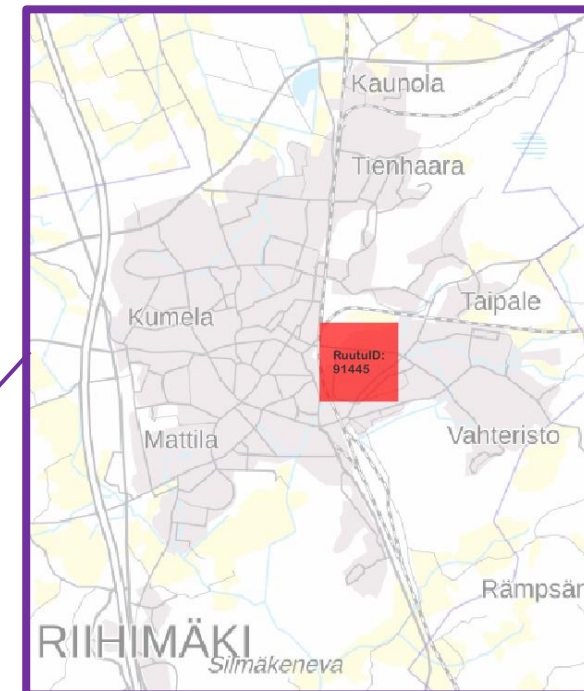 Kaunola
Tienhaara
Taipale
Kumela
RuutuID:
91445
Mattila
Vahteristo
Rämpsär
RIIHIMÄKI
Silmäkeneva